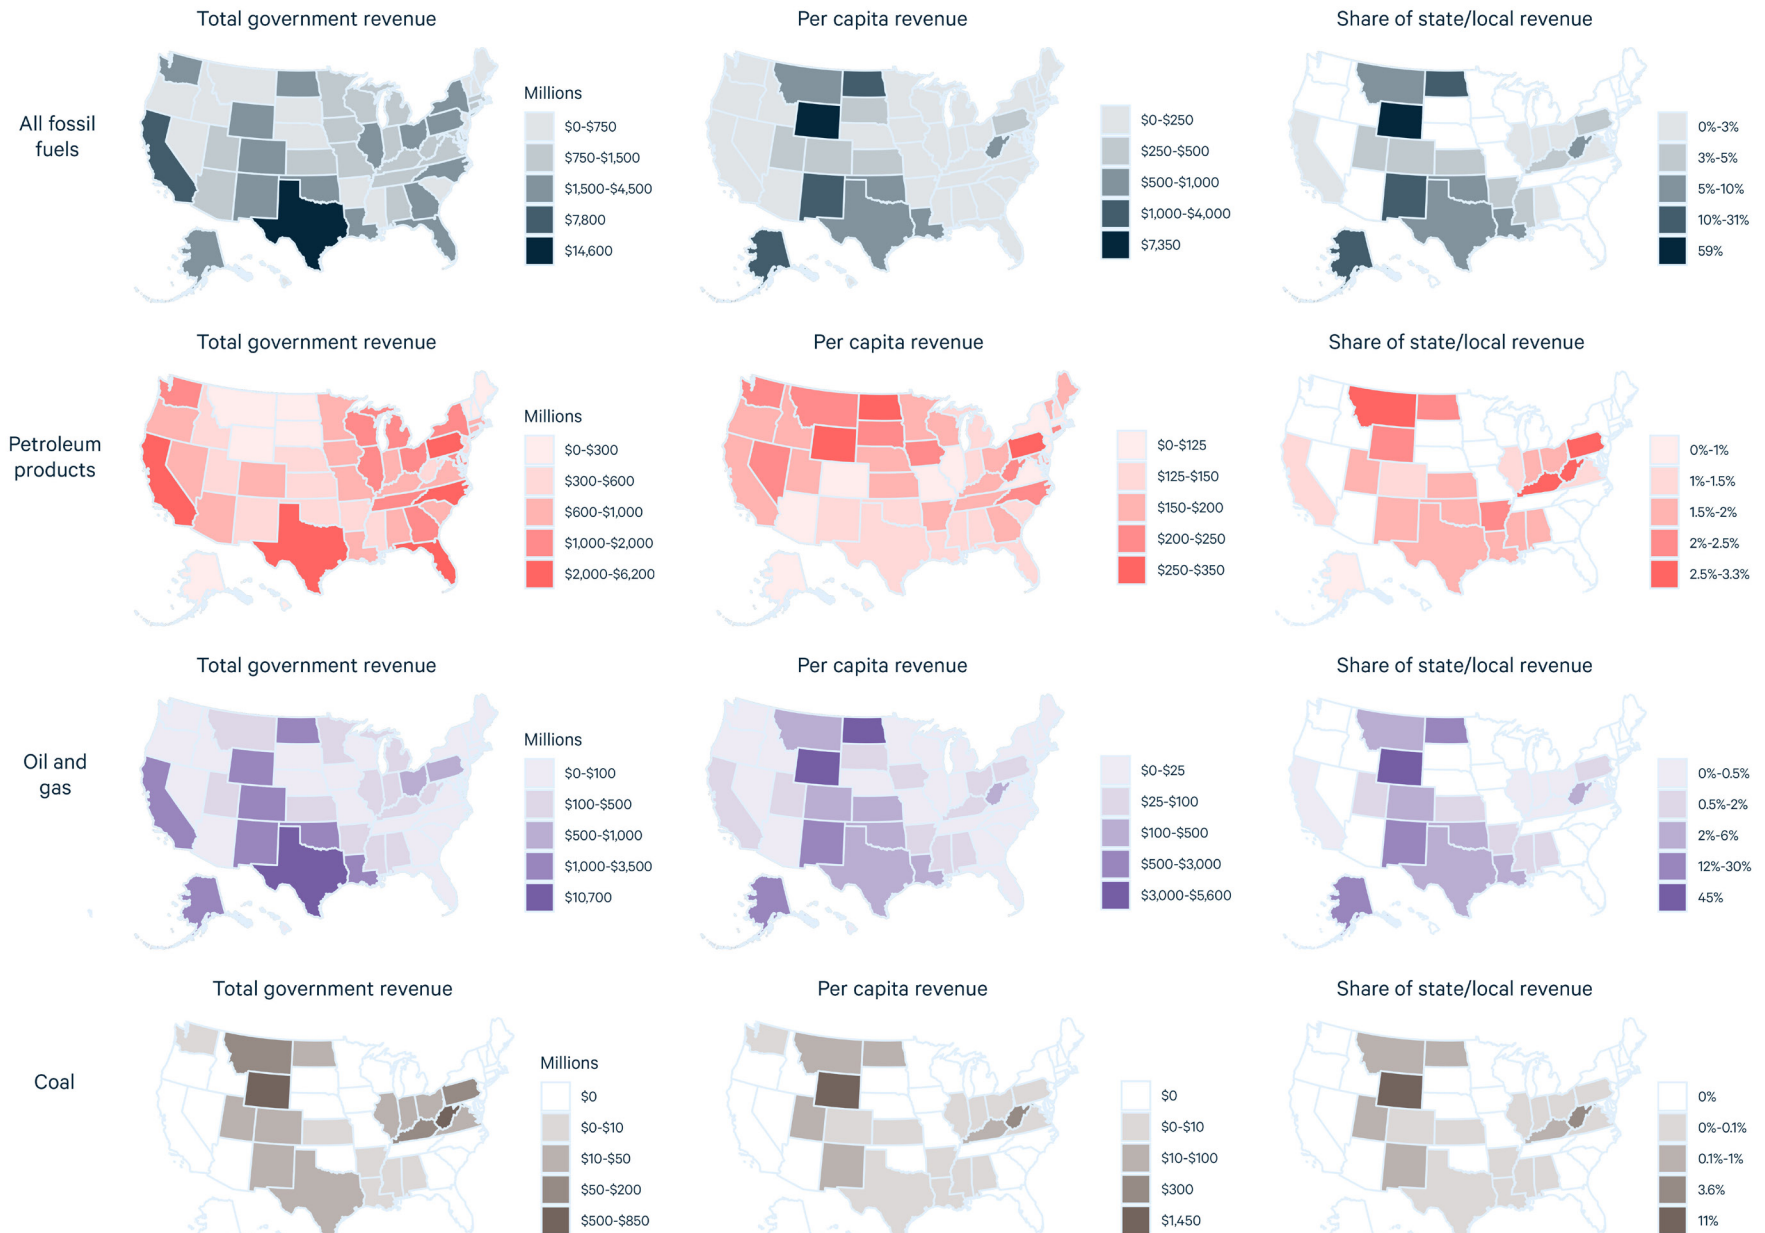 Total government revenue
Per capita revenue
Share of state/local revenue
All fossil
fuels
Millions
$0-$750
$750-$1,500
$1,500-$4,500
$7,800
$14,600
$0-$250
$250-$500
$500-$1,000
$1,000-$4,000
$7,350
0%-3%
3%-5%
5%-10%
10%-31%
59%
Total government revenue
Per capita revenue
Share of state/local revenue
Petroleum
products
Millions
$0-$300
$300-$600
$600-$1,000
$1,000-$2,000
$2,000-$6,200
$0-$125
$125-$150
$150-$200
$200-$250
$250-$350
0%-1%
1%-1.5%
1.5%-2%
2%-2.5%
2.5%-3.3%
Total government revenue
Per capita revenue
Share of state/local revenue
Oil and
gas
Millions
$0-$100
$100-$500
$500-$1,000
$1,000-$3,500
$10,700
$0-$25
$25-$100
$100-$500
$500-$3,000
$3,000-$5,600
0%-0.5%
0.5%-2%
2%-6%
12%-30%
45%
Total government revenue
Per capita revenue
Share of state/local revenue
Coal
Millions
$0
$0-$10
$10-$50
$50-$200
$500-$850
$0
$0-$10
$10-$100
$300
$1,450
0%
0%-0.1%
0.1%-1%
3.6%
11%